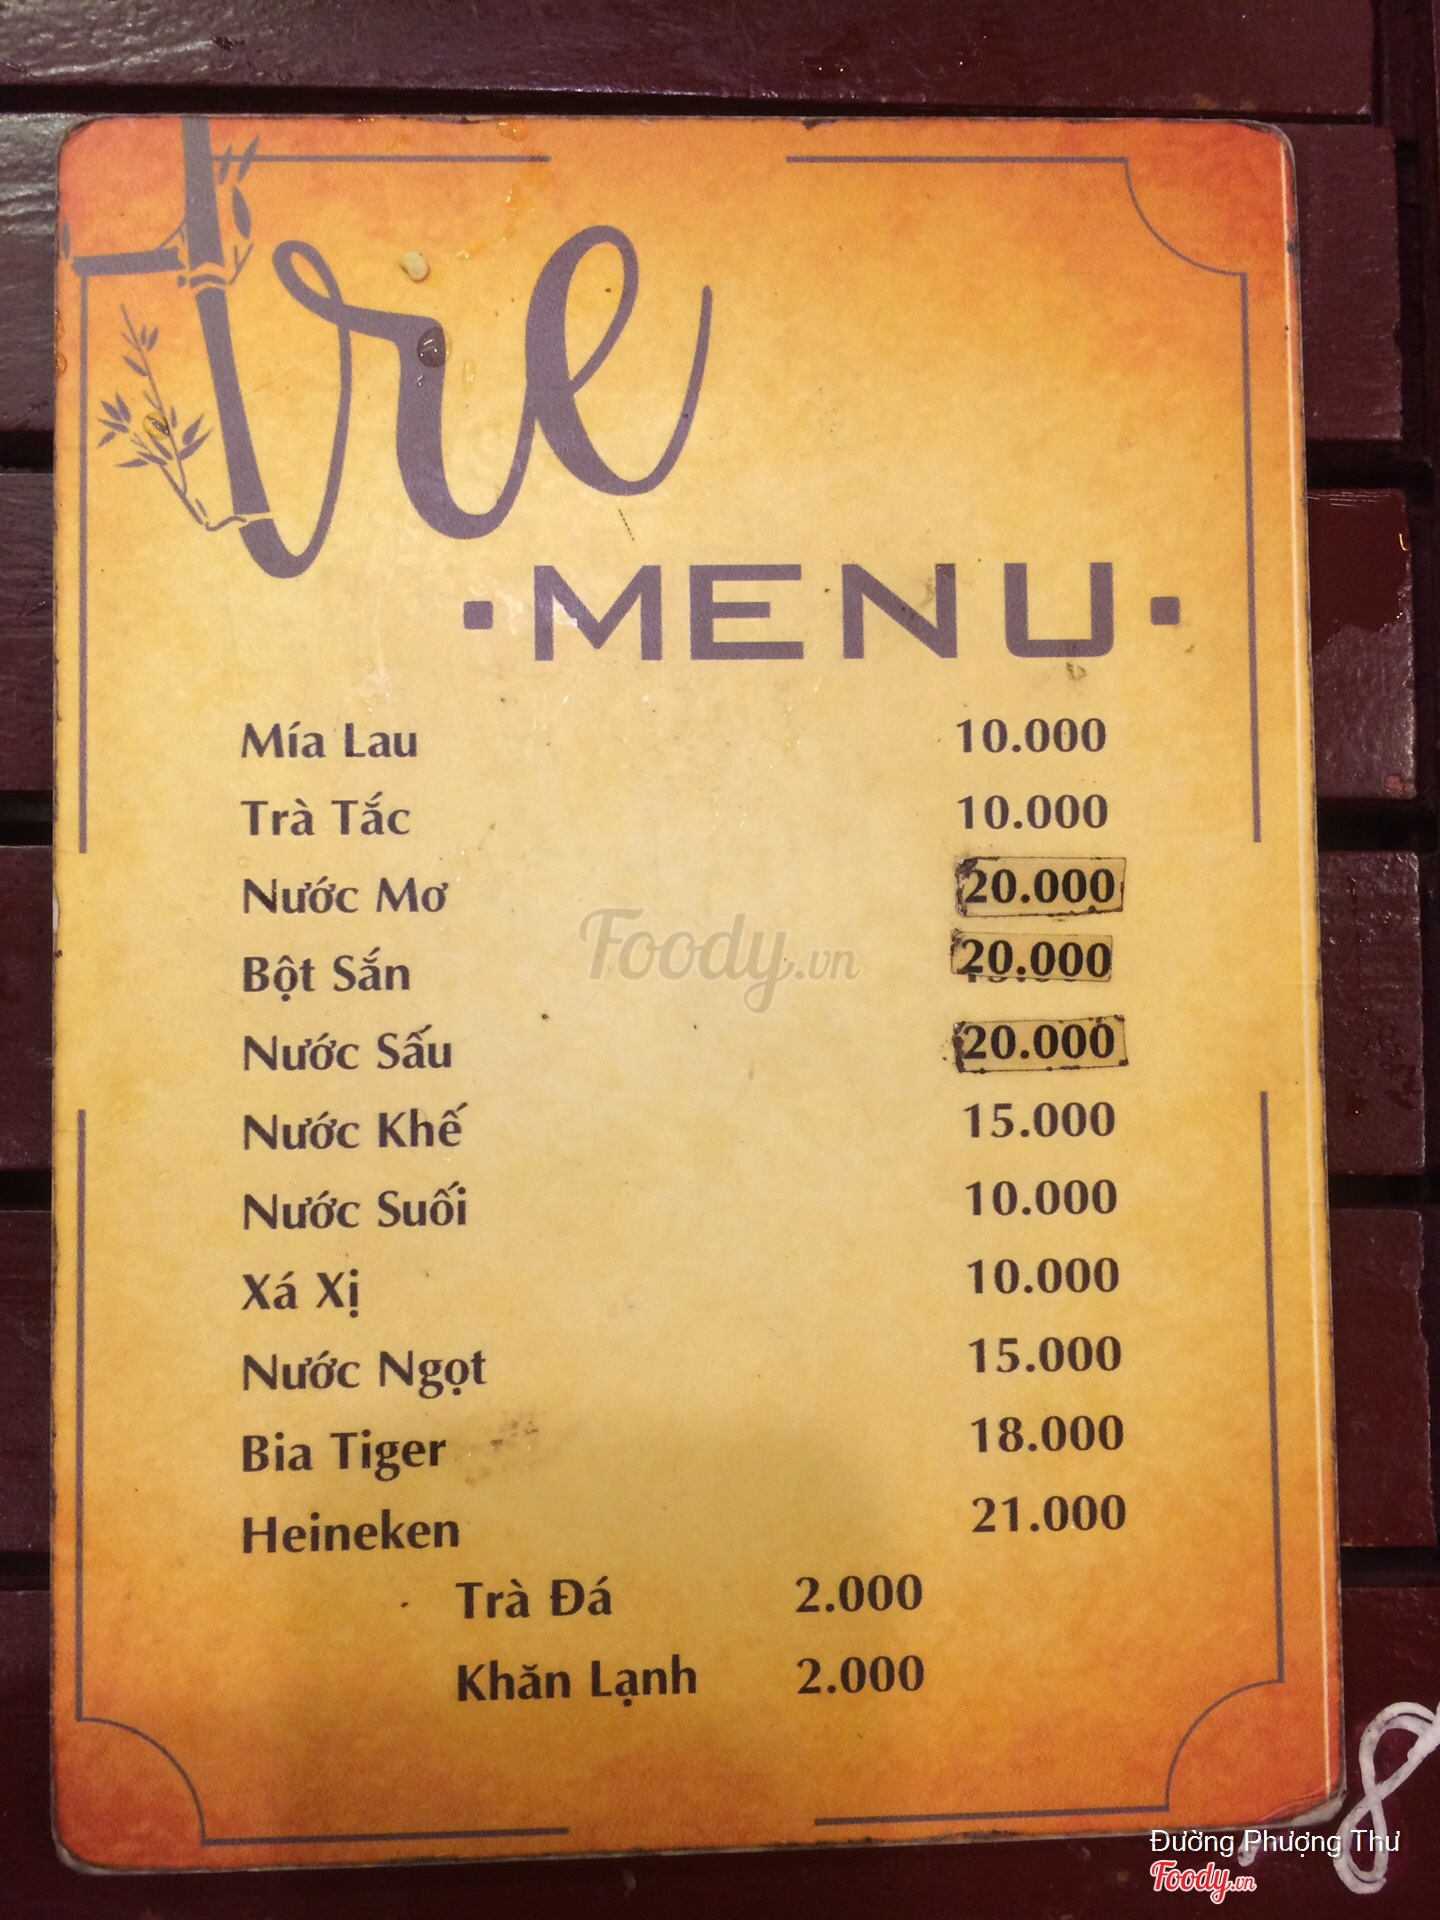 Tre
·MENU·
Mía Lau 10.000
Trà Tắc 10.000
Nước Mơ 20.000
Bột Sắn 20.000
Nước Sấu 20.000
Nước Khế 15.000
Nước Suối 10.000
Xá Xị 10.000
Nước Ngọt 15.000
Bia Tiger 18.000
Heineken 21.000
Trà Đá 2.000
Khăn Lạnh 2.000
Foody.vn
8
Đường Phượng Thư
Foody.vn